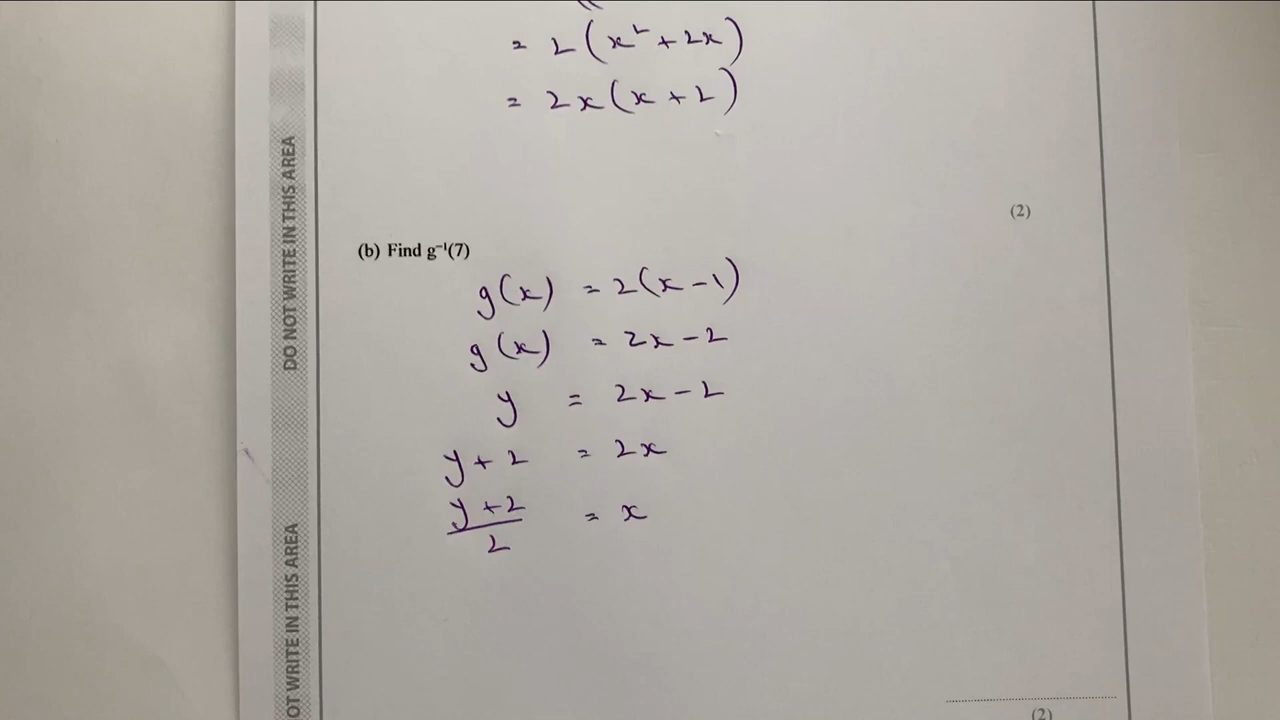 = 2(x² + 2x)
= 2x(x + 2)
(2)
(b) Find g⁻¹(7)
g(x) = 2(x - 1)
g(x) = 2x - 2
y = 2x - 2
y + 2 = 2x
y + 2 / 2 = x
(2)
DO NOT WRITE IN THIS AREA
OT WRITE IN THIS AREA